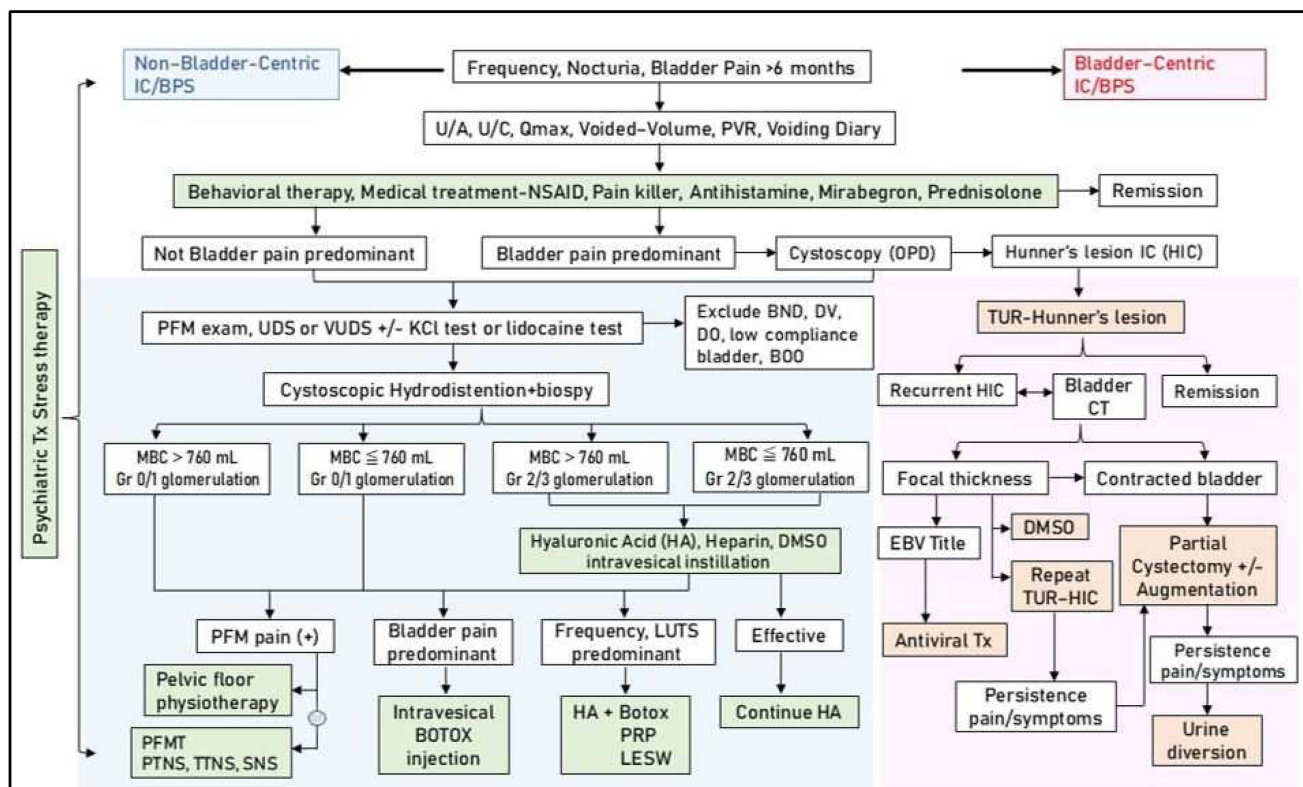 Non-Bladder-Centric
IC/BPS
Frequency, Nocturia, Bladder Pain >6 months
Bladder-Centric
IC/BPS
U/A, U/C, Qmax, Voided-Volume, PVR, Voiding Diary
Behavioral therapy, Medical treatment-NSAID, Pain killer, Antihistamine, Mirabegron, Prednisolone
Remission
Not Bladder pain predominant
Bladder pain predominant
Cystoscopy (OPD)
Hunner's lesion IC (HIC)
Psychiatric Tx Stress therapy
PFM exam, UDS or VUDS +/- KCl test or lidocaine test
Exclude BND, DV,
DO, low compliance
bladder, BOO
TUR-Hunner's lesion
Cystoscopic Hydrodistention+biospy
Recurrent HIC
Bladder
CT
Remission
MBC > 760 mL
Gr 0/1 glomerulation
MBC ≦ 760 mL
Gr 0/1 glomerulation
MBC > 760 mL
Gr 2/3 glomerulation
MBC ≦ 760 mL
Gr 2/3 glomerulation
Focal thickness
Contracted bladder
Hyaluronic Acid (HA), Heparin, DMSO
intravesical instillation
EBV Title
DMSO
Repeat
TUR-HIC
Partial
Cystectomy +/-
Augmentation
PFM pain (+)
Bladder pain
predominant
Frequency, LUTS
predominant
Effective
Antiviral Tx
Persistence
pain/symptoms
Persistence
pain/symptoms
Pelvic floor
physiotherapy
PFMT
PTNS, TTNS, SNS
Intravesical
BOTOX
injection
HA + Botox
PRP
LESW
Continue HA
Urine
diversion